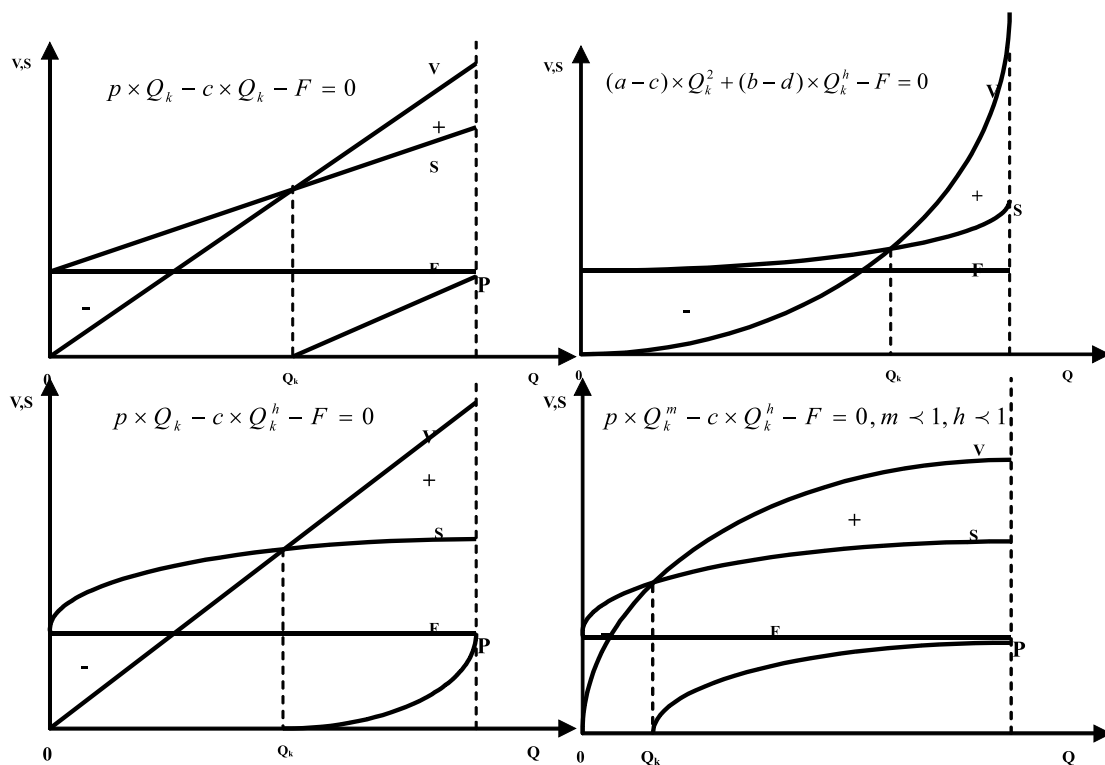 V,S
p × Q_k − c × Q_k − F = 0
V
+
S
F
-
P
0
Q_k
Q
V,S
(a − c) × Q_k^2 + (b − d) × Q_k^h − F = 0
V
+
S
F
-
0
Q_k
Q
V,S
p × Q_k − c × Q_k^h − F = 0
V
+
S
F
-
P
0
Q_k
Q
V,S
p × Q_k^m − c × Q_k^h − F = 0, m ≺ 1, h ≺ 1
V
+
S
-
F
P
0
Q_k
Q